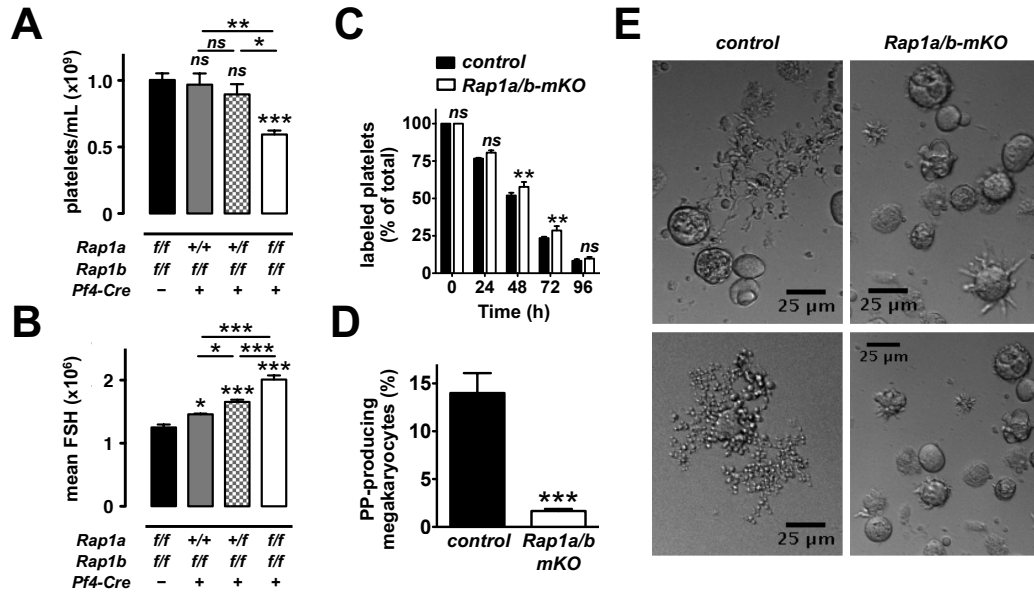 A
platelets/mL (x10⁹)
1.0
0.5
0
**
ns
*
ns
ns
***
Rap1a f/f +/+ +/f f/f
Rap1b f/f f/f f/f f/f
Pf4-Cre – + + +
B
mean FSH (x10⁶)
2
1
0
***
* ***
* *** ***
Rap1a f/f +/+ +/f f/f
Rap1b f/f f/f f/f f/f
Pf4-Cre – + + +
C
control
Rap1a/b-mKO
labeled platelets
(% of total)
100
75
50
25
0
ns ns ** ** ns
0 24 48 72 96
Time (h)
D
PP-producing
megakaryocytes (%)
15
10
5
0
***
control Rap1a/b
mKO
E
control Rap1a/b-mKO
25 µm
25 µm
25 µm
25 µm